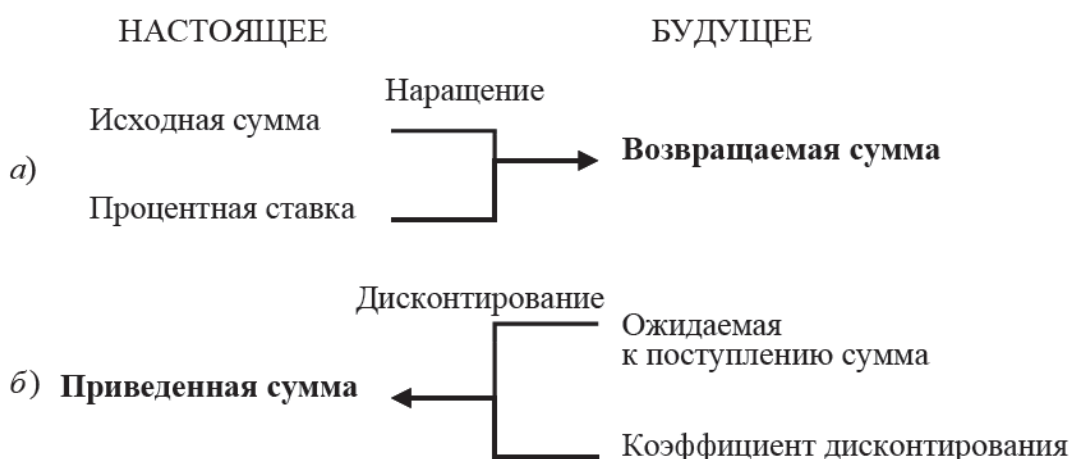 НАСТОЯЩЕЕ БУДУЩЕЕ
Наращение
Исходная сумма
а) Возвращаемая сумма
Процентная ставка
Дисконтирование
Ожидаемая
к поступлению сумма
б) Приведенная сумма
Коэффициент дисконтирования